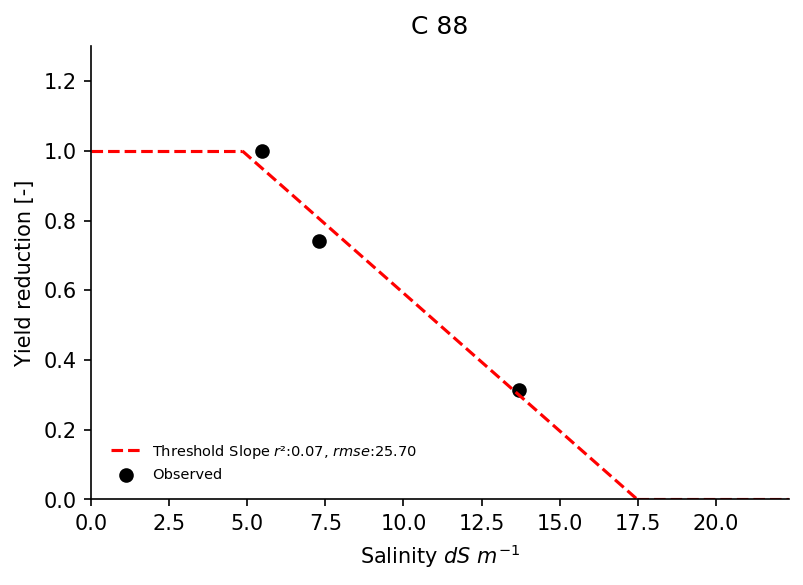 C 88
1.2
1.0
0.8
0.6
0.4
0.2
0.0
Yield reduction [-]
Threshold Slope r²:0.07, rmse:25.70
Observed
0.0 2.5 5.0 7.5 10.0 12.5 15.0 17.5 20.0
Salinity dS m⁻¹